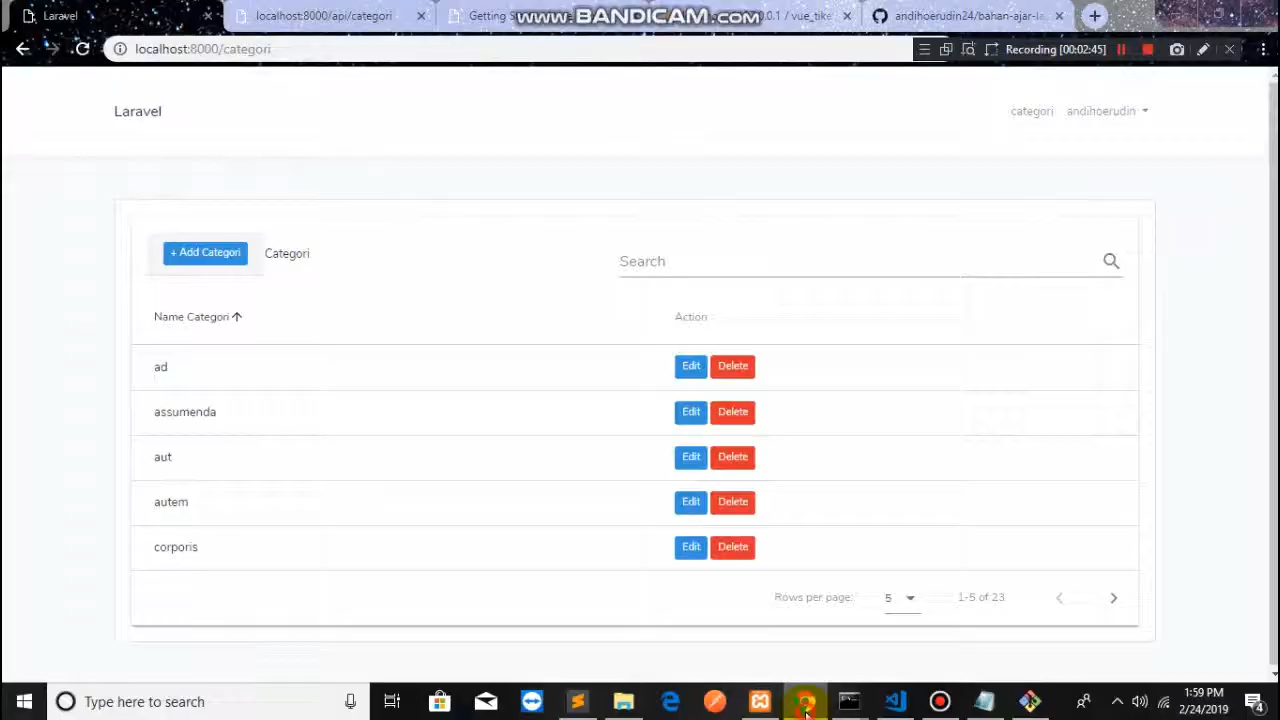 Laravel
localhost:8000/api/categori
Getting S
www.BANDICAM.com
0.1 / vue_tike
andihoerudin24/bahan-ajar-la
localhost:8000/categori
Recording [00:02:45]
Laravel
categori
andihoerudin
+ Add Categori
Categori
Search
Name Categori
Action
ad
Edit
Delete
assumenda
Edit
Delete
aut
Edit
Delete
autem
Edit
Delete
corporis
Edit
Delete
Rows per page:
5
1-5 of 23
Type here to search
1:59 PM
2/24/2019
4